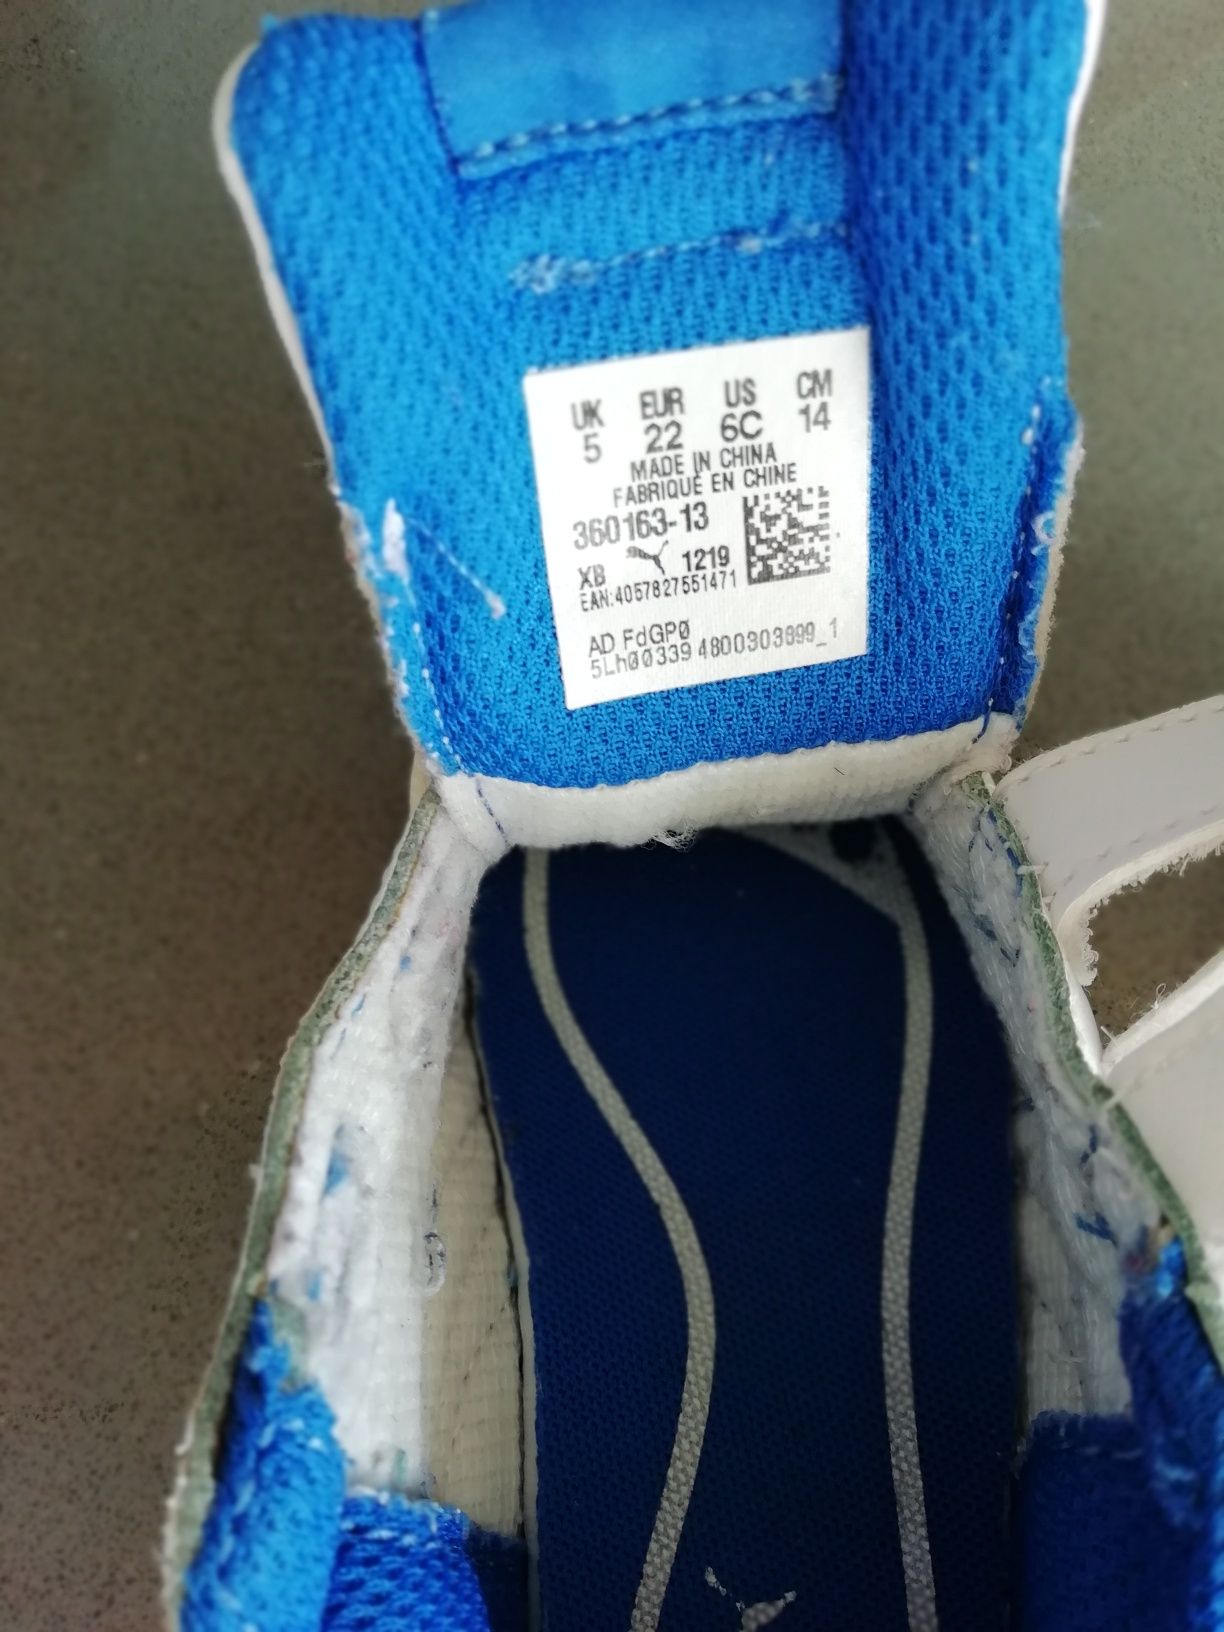 UK EUR US CM
5 22 6C 14
MADE IN CHINA
FABRIQUÉ EN CHINE
360163-13
XB 1219
EAN:4057827551471
AD FdGP0
5Lh00339 4800303899_1